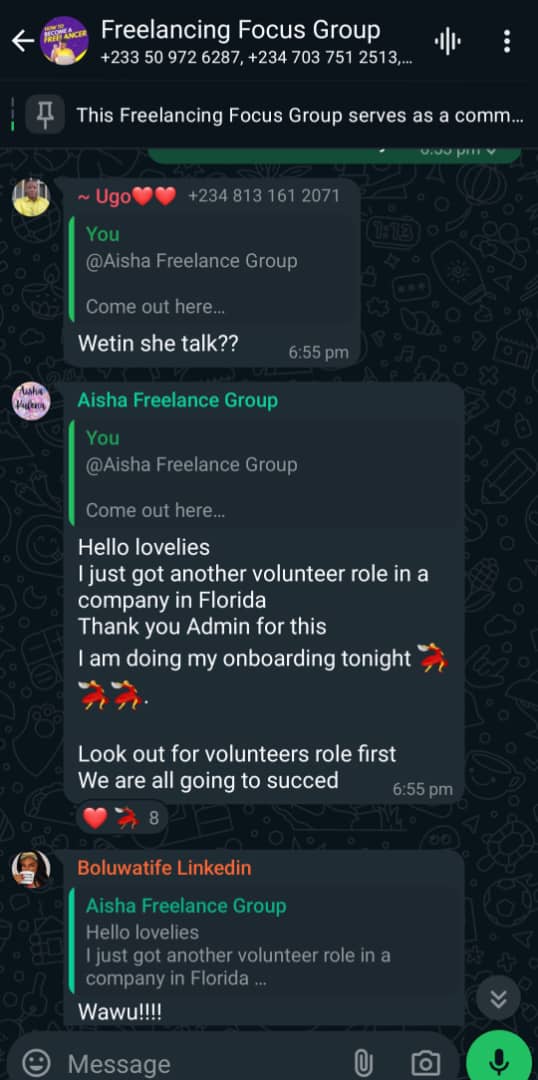 Freelancing Focus Group
+233 50 972 6287, +234 703 751 2513,...
This Freelancing Focus Group serves as a comm...
~ Ugo❤️❤️ +234 813 161 2071
You
@Aisha Freelance Group
Come out here...
Wetin she talk??
6:55 pm
Aisha Freelance Group
You
@Aisha Freelance Group
Come out here...
Hello lovelies
I just got another volunteer role in a
company in Florida
Thank you Admin for this
I am doing my onboarding tonight 💃
💃💃.
Look out for volunteers role first
We are all going to succed
6:55 pm
❤️ 💃 8
Boluwatife Linkedin
Aisha Freelance Group
Hello lovelies
I just got another volunteer role in a
company in Florida ...
Wawu!!!!
Message